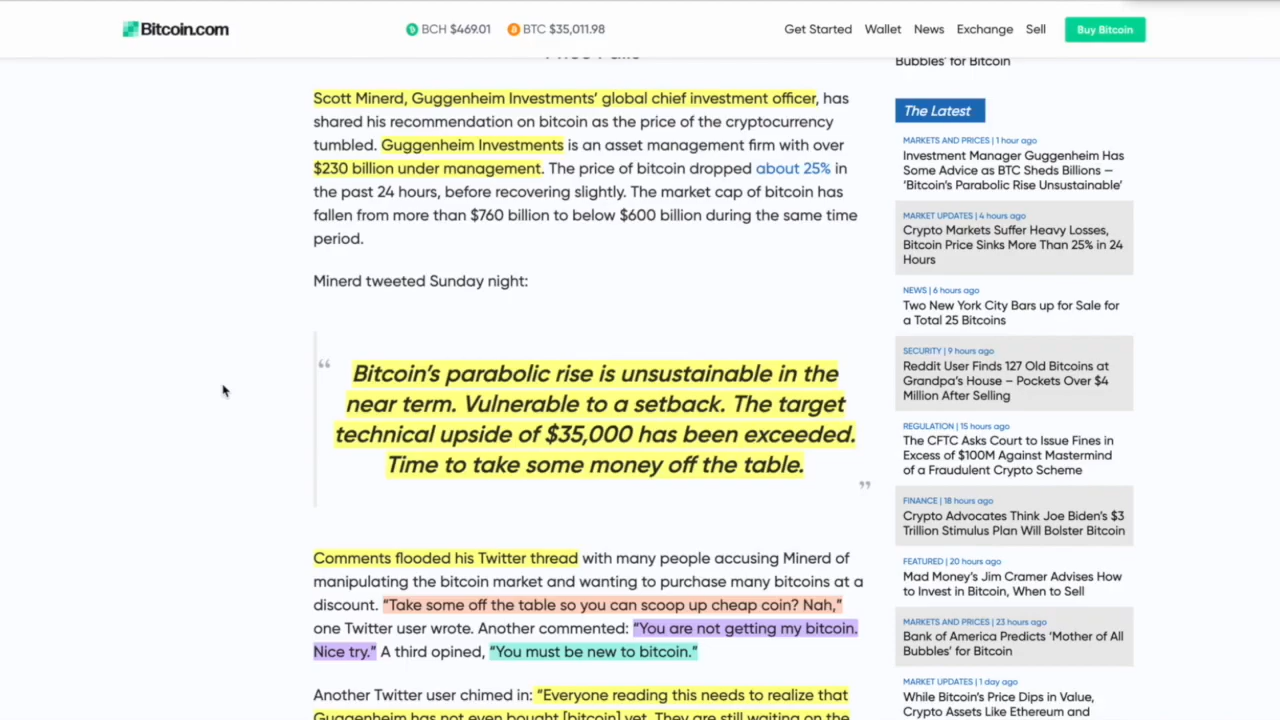 Bitcoin.com
BCH $469.01 BTC $35,011.98
Get Started Wallet News Exchange Sell Buy Bitcoin
Scott Minerd, Guggenheim Investments’ global chief investment officer, has
shared his recommendation on bitcoin as the price of the cryptocurrency
tumbled. Guggenheim Investments is an asset management firm with over
$230 billion under management. The price of bitcoin dropped about 25% in
the past 24 hours, before recovering slightly. The market cap of bitcoin has
fallen from more than $760 billion to below $600 billion during the same time
period.
Minerd tweeted Sunday night:
“
Bitcoin’s parabolic rise is unsustainable in the
near term. Vulnerable to a setback. The target
technical upside of $35,000 has been exceeded.
Time to take some money off the table.
”
Comments flooded his Twitter thread with many people accusing Minerd of
manipulating the bitcoin market and wanting to purchase many bitcoins at a
discount. “Take some off the table so you can scoop up cheap coin? Nah,”
one Twitter user wrote. Another commented: “You are not getting my bitcoin.
Nice try.” A third opined, “You must be new to bitcoin.”
Another Twitter user chimed in: “Everyone reading this needs to realize that
Guggenheim has not even bought [bitcoin] yet. They are still waiting on the
Bubbles’ for Bitcoin
The Latest
MARKETS AND PRICES | 1 hour ago
Investment Manager Guggenheim Has
Some Advice as BTC Sheds Billions –
‘Bitcoin’s Parabolic Rise Unsustainable’
MARKET UPDATES | 4 hours ago
Crypto Markets Suffer Heavy Losses,
Bitcoin Price Sinks More Than 25% in 24
Hours
NEWS | 6 hours ago
Two New York City Bars up for Sale for
a Total 25 Bitcoins
SECURITY | 9 hours ago
Reddit User Finds 127 Old Bitcoins at
Grandpa’s House – Pockets Over $4
Million After Selling
REGULATION | 15 hours ago
The CFTC Asks Court to Issue Fines in
Excess of $100M Against Mastermind
of a Fraudulent Crypto Scheme
FINANCE | 18 hours ago
Crypto Advocates Think Joe Biden’s $3
Trillion Stimulus Plan Will Bolster Bitcoin
FEATURED | 20 hours ago
Mad Money’s Jim Cramer Advises How
to Invest in Bitcoin, When to Sell
MARKETS AND PRICES | 23 hours ago
Bank of America Predicts ‘Mother of All
Bubbles’ for Bitcoin
MARKET UPDATES | 1 day ago
While Bitcoin’s Price Dips in Value,
Crypto Assets Like Ethereum and